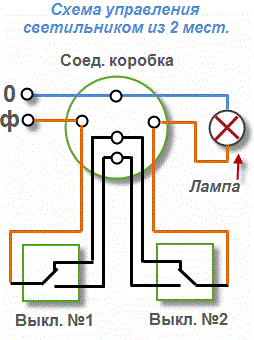 Схема управления
светильником из 2 мест.
Соед. коробка
0
ф
Лампа
Выкл. №1
Выкл. №2